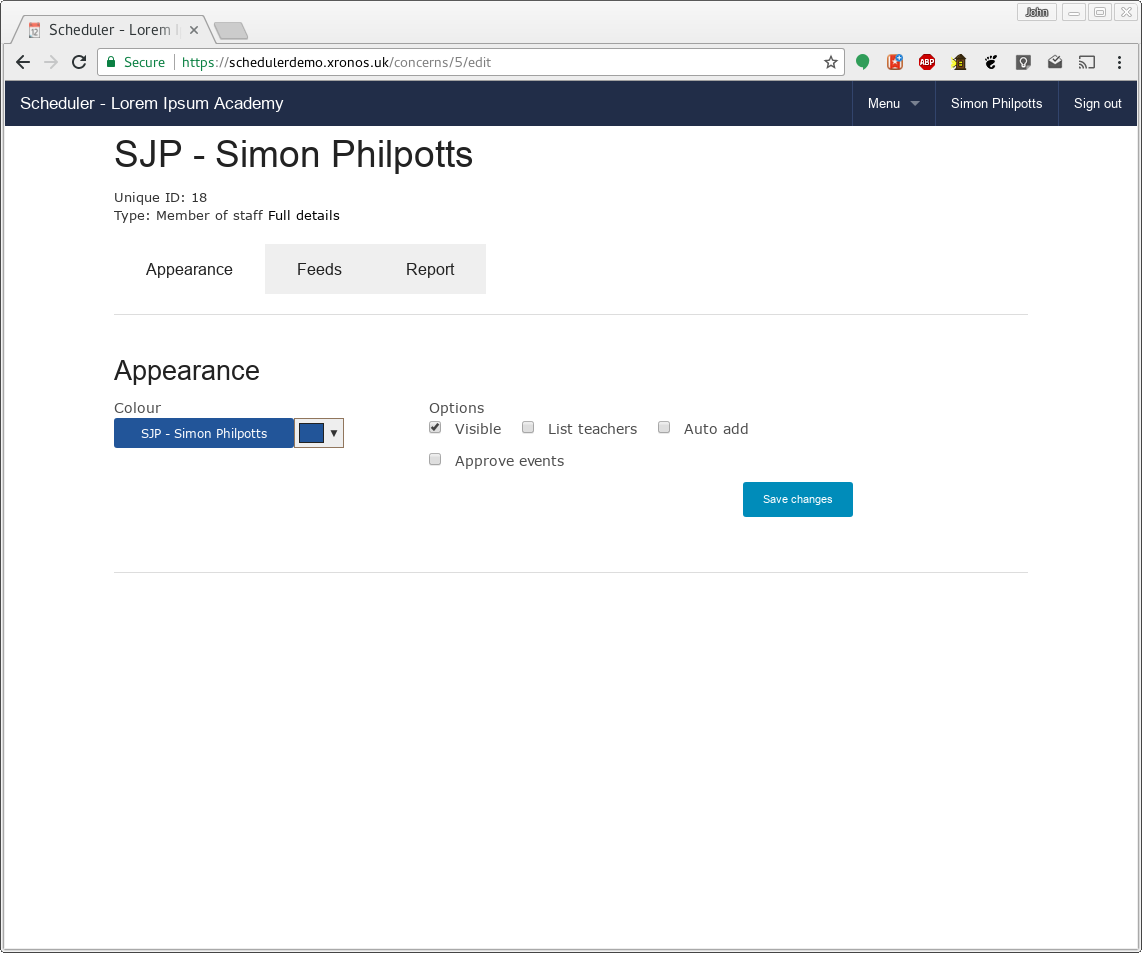 John
Scheduler - Lorem
Secure https://schedulerdemo.xronos.uk/concerns/5/edit
ABP
Scheduler - Lorem Ipsum Academy Menu Simon Philpotts Sign out
SJP - Simon Philpotts
Unique ID: 18
Type: Member of staff Full details
Appearance Feeds Report
Appearance
Colour Options
SJP - Simon Philpotts Visible List teachers Auto add
Approve events
Save changes